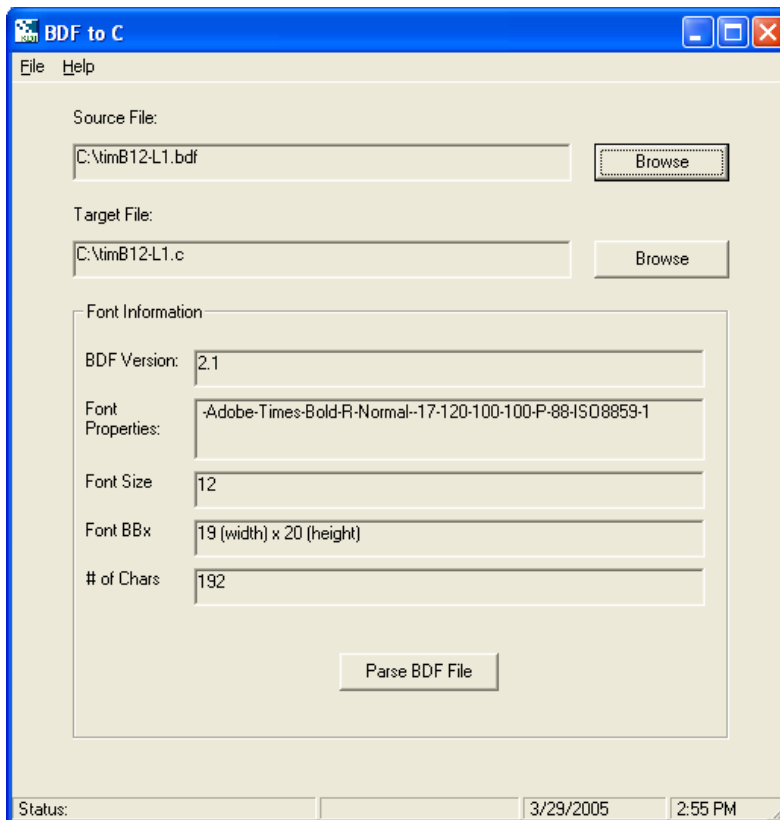 BDF to C
File Help
Source File:
C:\timB12-L1.bdf
Browse
Target File:
C:\timB12-L1.c
Browse
Font Information
BDF Version:
2.1
Font
Properties:
-Adobe-Times-Bold-R-Normal--17-120-100-100-P-88-ISO8859-1
Font Size
12
Font BBx
19 (width) x 20 (height)
# of Chars
192
Parse BDF File
Status:
3/29/2005
2:55 PM